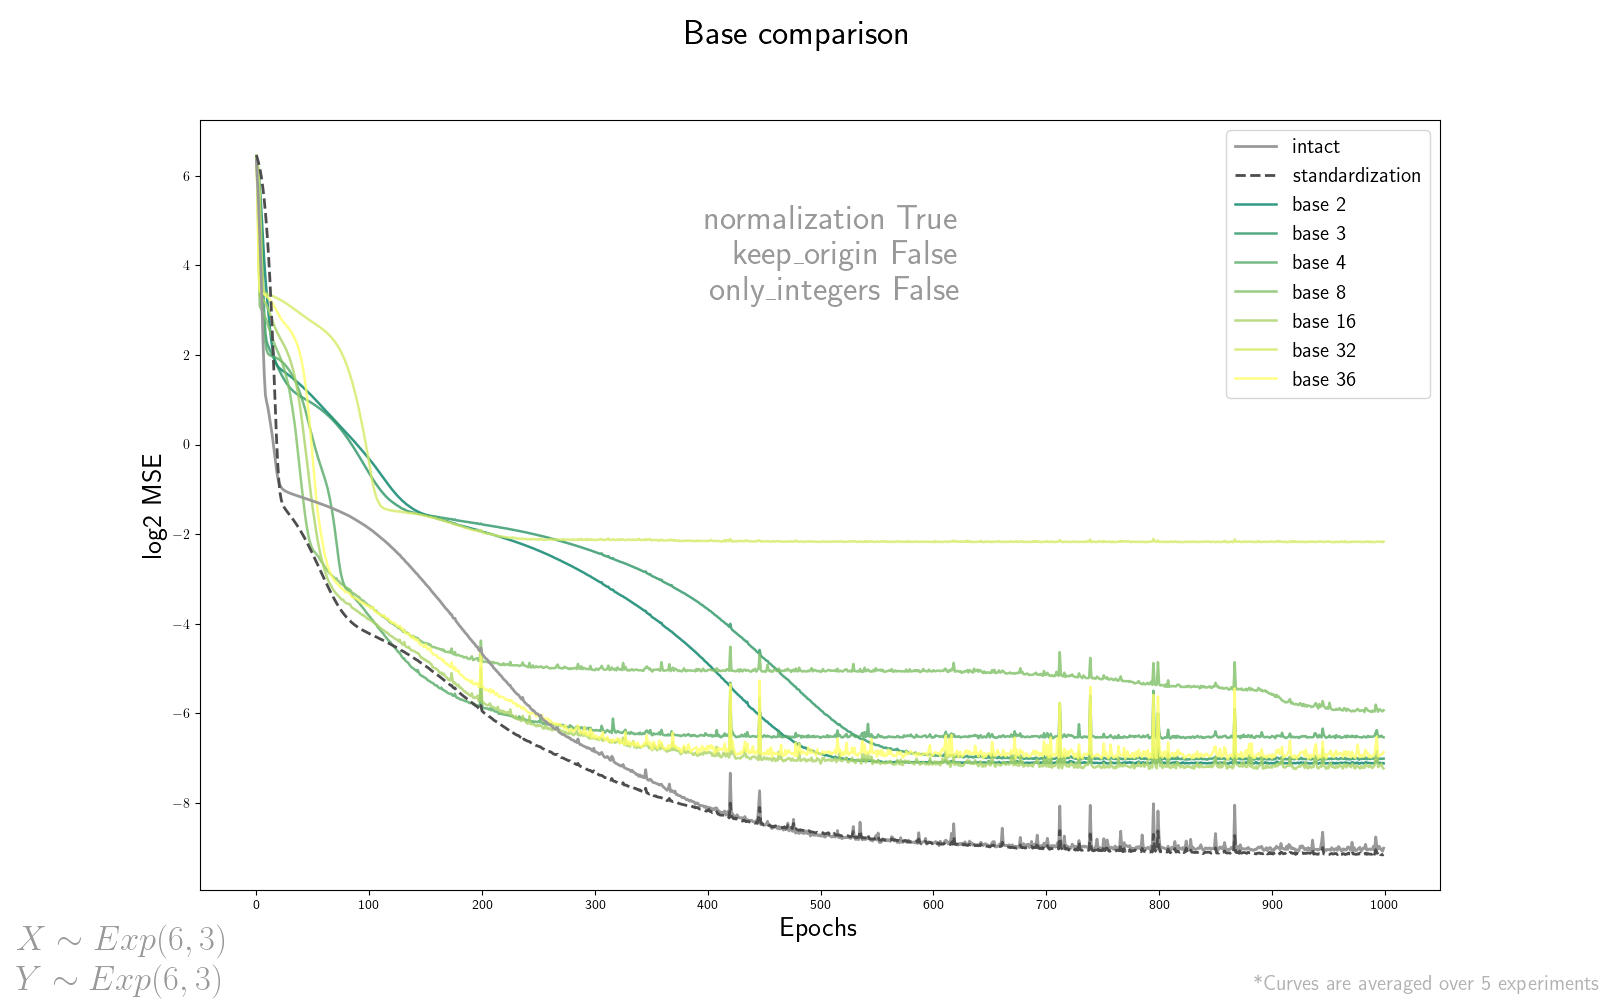 Base comparison
normalization True
keep_origin False
only_integers False
intact
standardization
base 2
base 3
base 4
base 8
base 16
base 32
base 36
log2 MSE
6
4
2
0
−2
−4
−6
−8
0 100 200 300 400 500 600 700 800 900 1000
Epochs
X ∼ Exp(6, 3)
Y ∼ Exp(6, 3)
*Curves are averaged over 5 experiments